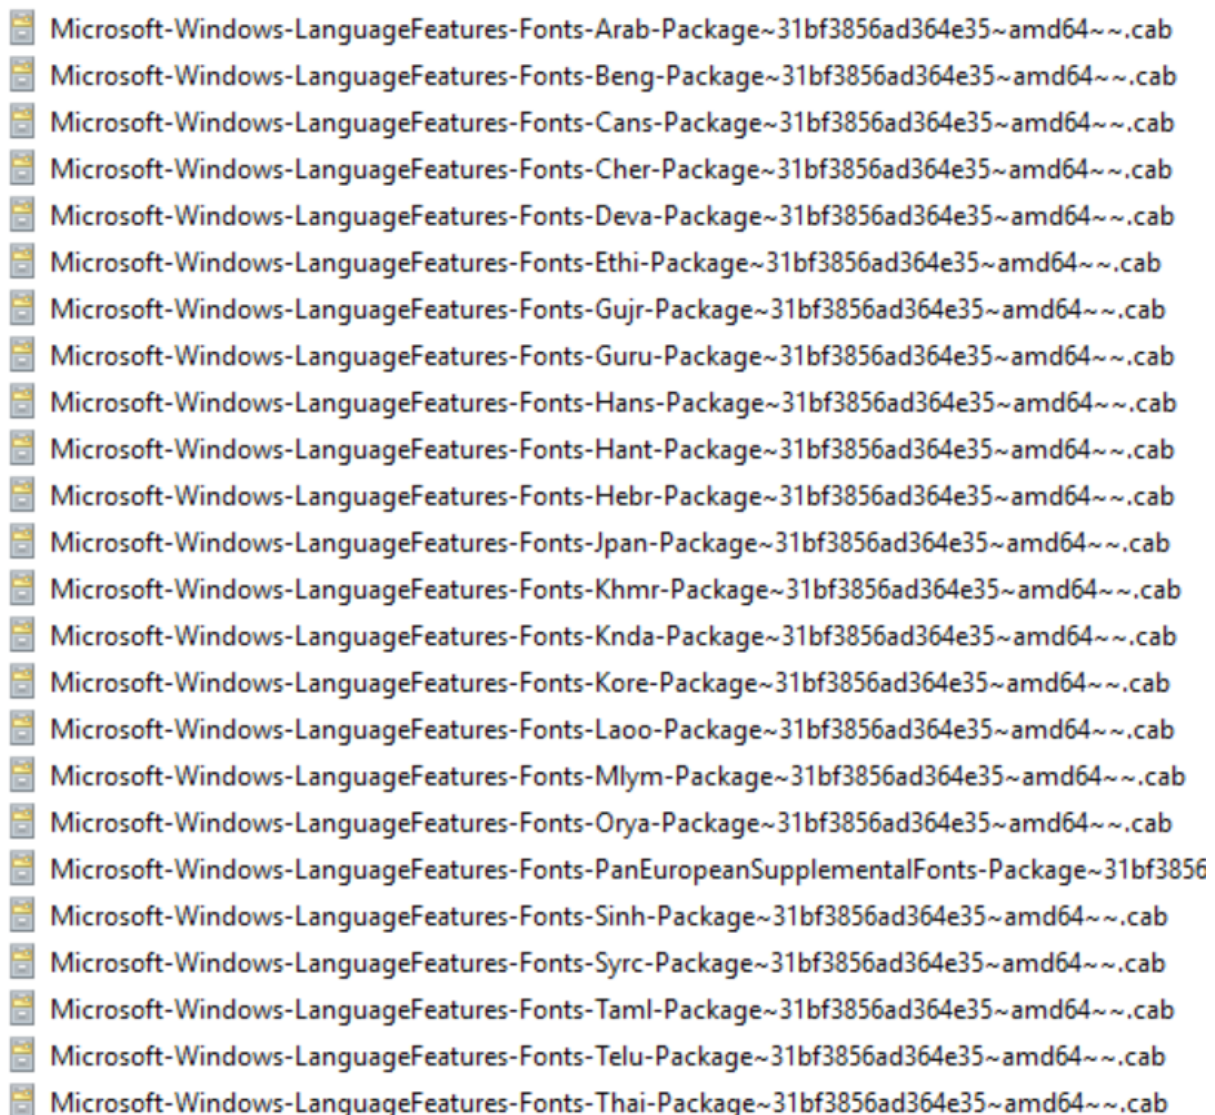 Microsoft-Windows-LanguageFeatures-Fonts-Arab-Package~31bf3856ad364e35~amd64~~.cab
Microsoft-Windows-LanguageFeatures-Fonts-Beng-Package~31bf3856ad364e35~amd64~~.cab
Microsoft-Windows-LanguageFeatures-Fonts-Cans-Package~31bf3856ad364e35~amd64~~.cab
Microsoft-Windows-LanguageFeatures-Fonts-Cher-Package~31bf3856ad364e35~amd64~~.cab
Microsoft-Windows-LanguageFeatures-Fonts-Deva-Package~31bf3856ad364e35~amd64~~.cab
Microsoft-Windows-LanguageFeatures-Fonts-Ethi-Package~31bf3856ad364e35~amd64~~.cab
Microsoft-Windows-LanguageFeatures-Fonts-Gujr-Package~31bf3856ad364e35~amd64~~.cab
Microsoft-Windows-LanguageFeatures-Fonts-Guru-Package~31bf3856ad364e35~amd64~~.cab
Microsoft-Windows-LanguageFeatures-Fonts-Hans-Package~31bf3856ad364e35~amd64~~.cab
Microsoft-Windows-LanguageFeatures-Fonts-Hant-Package~31bf3856ad364e35~amd64~~.cab
Microsoft-Windows-LanguageFeatures-Fonts-Hebr-Package~31bf3856ad364e35~amd64~~.cab
Microsoft-Windows-LanguageFeatures-Fonts-Jpan-Package~31bf3856ad364e35~amd64~~.cab
Microsoft-Windows-LanguageFeatures-Fonts-Khmr-Package~31bf3856ad364e35~amd64~~.cab
Microsoft-Windows-LanguageFeatures-Fonts-Knda-Package~31bf3856ad364e35~amd64~~.cab
Microsoft-Windows-LanguageFeatures-Fonts-Kore-Package~31bf3856ad364e35~amd64~~.cab
Microsoft-Windows-LanguageFeatures-Fonts-Laoo-Package~31bf3856ad364e35~amd64~~.cab
Microsoft-Windows-LanguageFeatures-Fonts-Mlym-Package~31bf3856ad364e35~amd64~~.cab
Microsoft-Windows-LanguageFeatures-Fonts-Orya-Package~31bf3856ad364e35~amd64~~.cab
Microsoft-Windows-LanguageFeatures-Fonts-PanEuropeanSupplementalFonts-Package~31bf3856
Microsoft-Windows-LanguageFeatures-Fonts-Sinh-Package~31bf3856ad364e35~amd64~~.cab
Microsoft-Windows-LanguageFeatures-Fonts-Syrc-Package~31bf3856ad364e35~amd64~~.cab
Microsoft-Windows-LanguageFeatures-Fonts-Taml-Package~31bf3856ad364e35~amd64~~.cab
Microsoft-Windows-LanguageFeatures-Fonts-Telu-Package~31bf3856ad364e35~amd64~~.cab
Microsoft-Windows-LanguageFeatures-Fonts-Thai-Package~31bf3856ad364e35~amd64~~.cab